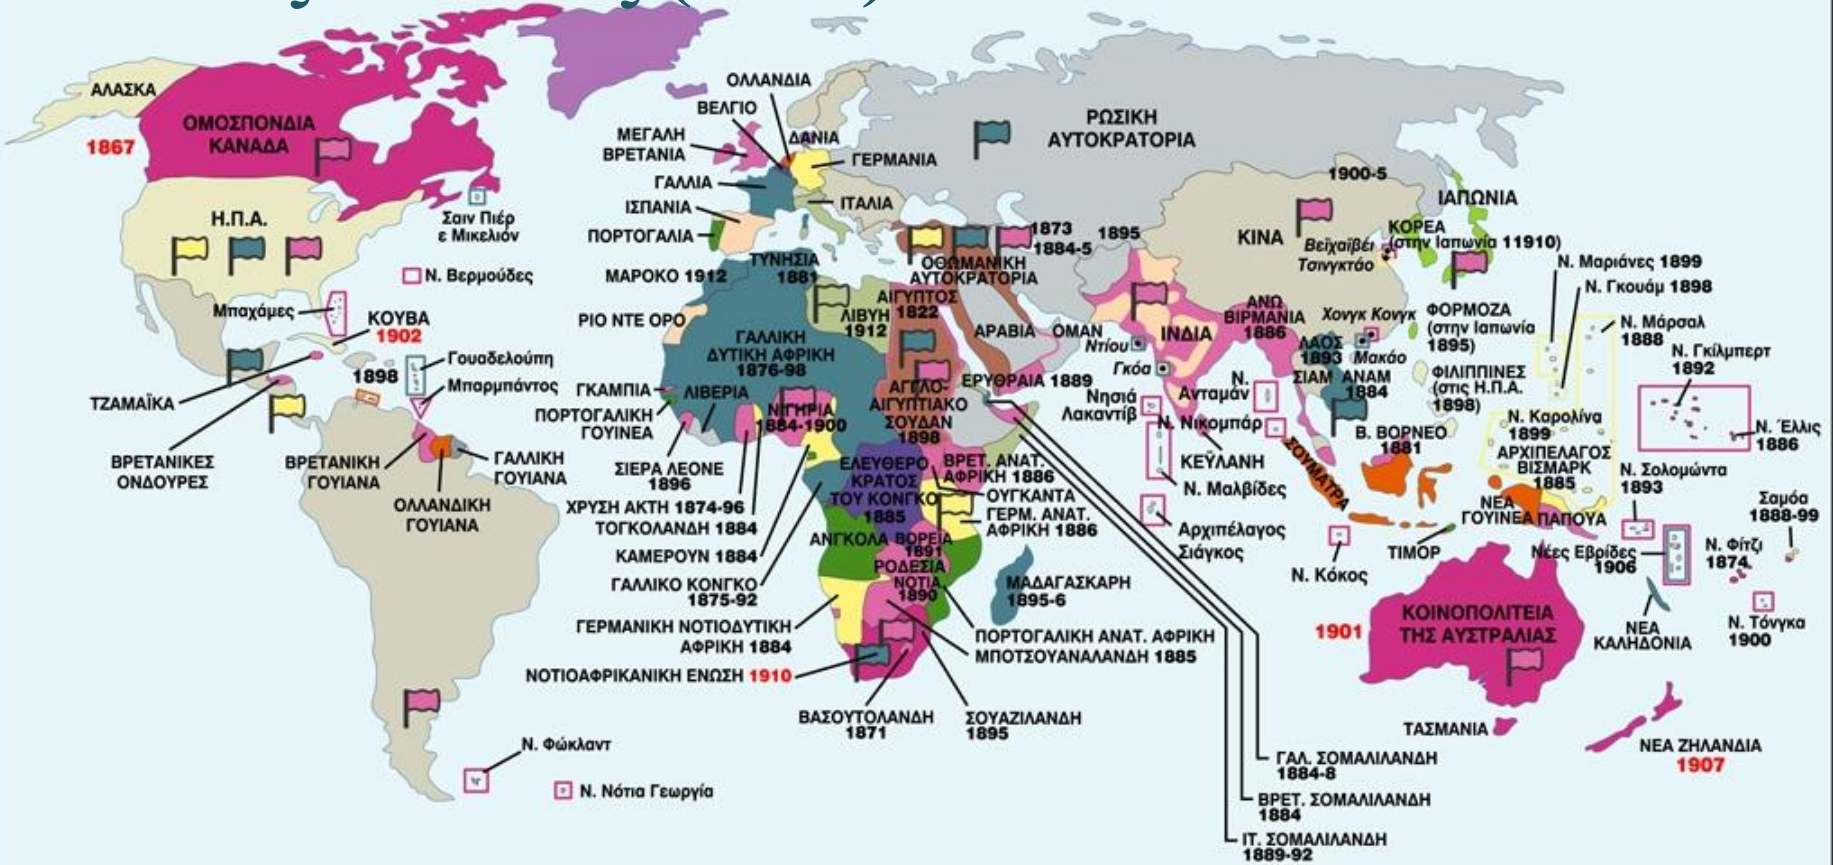 ΑΛΑΣΚΑ
1867
ΟΜΟΣΠΟΝΔΙΑ
ΚΑΝΑΔΑ
Η.Π.Α.
Σαιν Πιέρ
ε Μικελιόν
Ν. Βερμούδες
Μπαχάμες
ΚΟΥΒΑ
1902
1898
Γουαδελούπη
Μπαρμπάντος
ΤΖΑΜΑΪΚΑ
ΒΡΕΤΑΝΙΚΕΣ
ΟΝΔΟΥΡΕΣ
ΒΡΕΤΑΝΙΚΗ
ΓΟΥΙΑΝΑ
ΟΛΛΑΝΔΙΚΗ
ΓΟΥΙΑΝΑ
ΓΑΛΛΙΚΗ
ΓΟΥΙΑΝΑ
Ν. Φώκλαντ
Ν. Νότια Γεωργία
ΟΛΛΑΝΔΙΑ
ΒΕΛΓΙΟ
ΜΕΓΑΛΗ
ΒΡΕΤΑΝΙΑ
ΔΑΝΙΑ
ΓΕΡΜΑΝΙΑ
ΓΑΛΛΙΑ
ΙΣΠΑΝΙΑ
ΙΤΑΛΙΑ
ΠΟΡΤΟΓΑΛΙΑ
ΡΩΣΙΚΗ
ΑΥΤΟΚΡΑΤΟΡΙΑ
ΜΑΡΟΚΟ 1912
ΤΥΝΗΣΙΑ
1881
ΟΘΩΜΑΝΙΚΗ
ΑΥΤΟΚΡΑΤΟΡΙΑ
1873
1884-5
1895
ΡΙΟ ΝΤΕ ΟΡΟ
ΛΙΒΥΗ
1912
ΑΙΓΥΠΤΟΣ
1822
ΑΡΑΒΙΑ
ΟΜΑΝ
ΓΑΛΛΙΚΗ
ΔΥΤΙΚΗ ΑΦΡΙΚΗ
1876-98
ΓΚΑΜΠΙΑ
ΠΟΡΤΟΓΑΛΙΚΗ
ΓΟΥΙΝΕΑ
ΛΙΒΕΡΙΑ
ΝΙΓΗΡΙΑ
1884-1900
ΑΓΓΛΟ-
ΑΙΓΥΠΤΙΑΚΟ
ΣΟΥΔΑΝ
1898
ΕΡΥΘΡΑΙΑ 1889
ΣΙΕΡΑ ΛΕΟΝΕ
1896
ΧΡΥΣΗ ΑΚΤΗ 1874-96
ΤΟΓΚΟΛΑΝΔΗ 1884
ΚΑΜΕΡΟΥΝ 1884
ΓΑΛΛΙΚΟ ΚΟΝΓΚΟ
1875-92
ΕΛΕΥΘΕΡΟ
ΚΡΑΤΟΣ
ΤΟΥ ΚΟΝΓΚΟ
1885
ΒΡΕΤ. ΑΝΑΤ.
ΑΦΡΙΚΗ 1886
ΟΥΓΚΑΝΤΑ
ΓΕΡΜ. ΑΝΑΤ.
ΑΦΡΙΚΗ 1886
ΑΝΓΚΟΛΑ
ΒΟΡΕΙΑ
1891
ΡΟΔΕΣΙΑ
ΝΟΤΙΑ
1890
ΜΑΔΑΓΑΣΚΑΡΗ
1895-6
ΓΕΡΜΑΝΙΚΗ ΝΟΤΙΟΔΥΤΙΚΗ
ΑΦΡΙΚΗ 1884
ΝΟΤΙΟΑΦΡΙΚΑΝΙΚΗ ΕΝΩΣΗ 1910
ΠΟΡΤΟΓΑΛΙΚΗ ΑΝΑΤ. ΑΦΡΙΚΗ
ΜΠΟΤΣΟΥΑΝΑΛΑΝΔΗ 1885
ΒΑΣΟΥΤΟΛΑΝΔΗ
1871
ΣΟΥΑΖΙΛΑΝΔΗ
1895
ΓΑΛ. ΣΟΜΑΛΙΛΑΝΔΗ
1884-8
ΒΡΕΤ. ΣΟΜΑΛΙΛΑΝΔΗ
1884
ΙΤ. ΣΟΜΑΛΙΛΑΝΔΗ
1889-92
1900-5
ΚΙΝΑ
ΙΑΠΩΝΙΑ
ΚΟΡΕΑ
(στην Ιαπωνία 11910)
Βεϊχαϊβέι
Τσινγκτάο
ΙΝΔΙΑ
ΑΝΩ
ΒΙΡΜΑΝΙΑ
1886
Χονγκ Κονγκ
Μακάο
ΦΟΡΜΟΖΑ
(στην Ιαπωνία
1895)
Ντίου
Γκόα
ΛΑΟΣ
1893
ΣΙΑΜ
ΑΝΑΜ
1884
ΦΙΛΙΠΠΙΝΕΣ
(στις Η.Π.Α.
1898)
Νησιά
Λακαντίβ
Ν.
Ανταμάν
Ν. Νικομπάρ
ΚΕΫΛΑΝΗ
Ν. Μαλβίδες
Αρχιπέλαγος
Σιάγκος
ΣΟΥΜΑΤΡΑ
Β. ΒΟΡΝΕΟ
1881
Ν. Μαριάνες 1899
Ν. Γκουάμ 1898
Ν. Μάρσαλ
1888
Ν. Γκίλμπερτ
1892
Ν. Έλλις
1886
Ν. Καρολίνα
1899
ΑΡΧΙΠΕΛΑΓΟΣ
ΒΙΣΜΑΡΚ
1885
Ν. Σολομώντα
1893
Σαμόα
1888-99
ΝΕΑ
ΓΟΥΙΝΕΑ
ΠΑΠΟΥΑ
Ν. Κόκος
ΤΙΜΟΡ
Νέες Εβρίδες
1906
Ν. Φίτζι
1874
Ν. Τόνγκα
1900
ΝΕΑ
ΚΑΛΗΔΟΝΙΑ
1901
ΚΟΙΝΟΠΟΛΙΤΕΙΑ
ΤΗΣ ΑΥΣΤΡΑΛΙΑΣ
ΤΑΣΜΑΝΙΑ
ΝΕΑ ΖΗΛΑΝΔΙΑ
1907